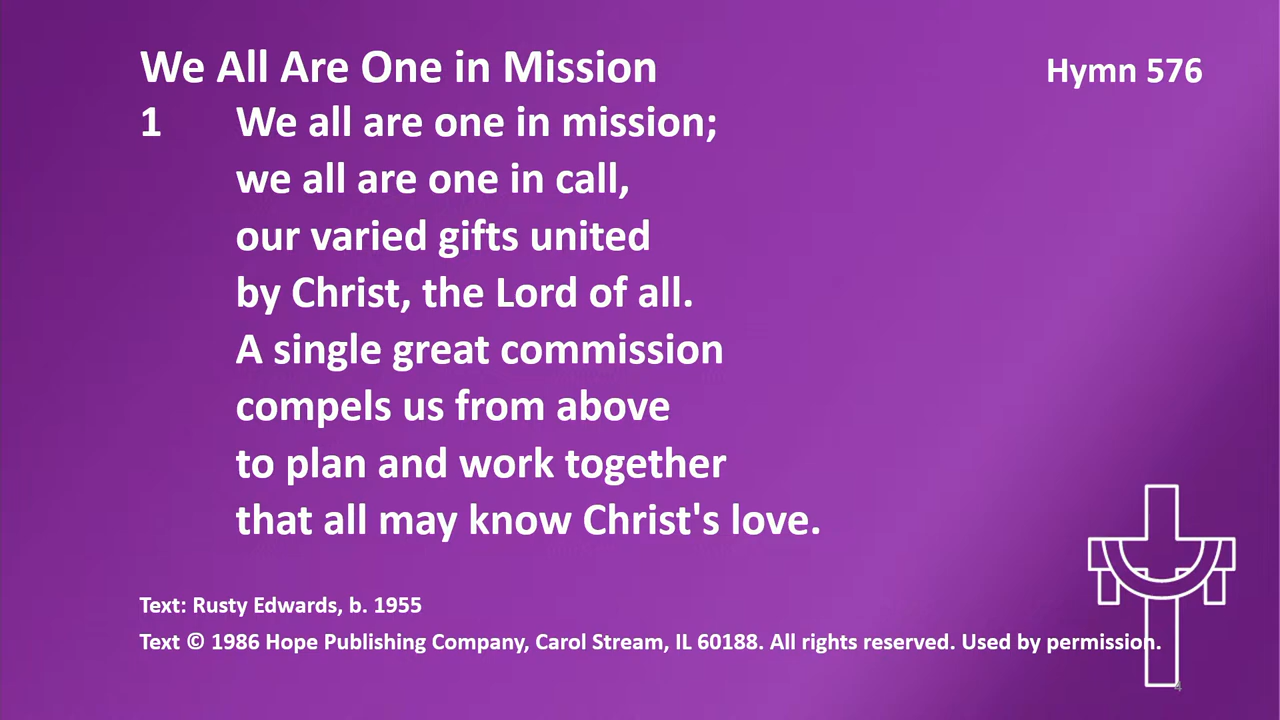 We All Are One in Mission Hymn 576
1 We all are one in mission;
we all are one in call,
our varied gifts united
by Christ, the Lord of all.
A single great commission
compels us from above
to plan and work together
that all may know Christ's love.
Text: Rusty Edwards, b. 1955
Text © 1986 Hope Publishing Company, Carol Stream, IL 60188. All rights reserved. Used by permission.
4